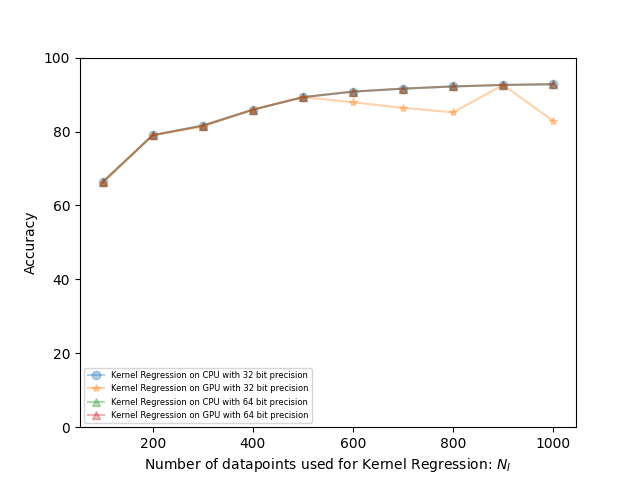 100
80
60
40
20
0
Accuracy
Kernel Regression on CPU with 32 bit precision
Kernel Regression on GPU with 32 bit precision
Kernel Regression on CPU with 64 bit precision
Kernel Regression on GPU with 64 bit precision
200 400 600 800 1000
Number of datapoints used for Kernel Regression: N_l